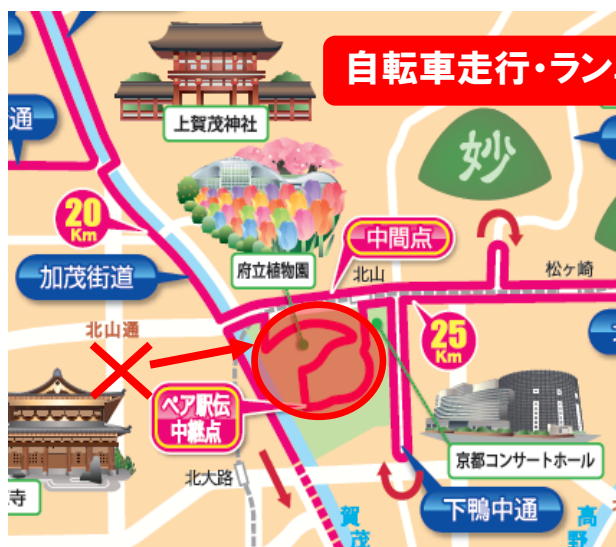 自転車走行・ラン
上賀茂神社
通
妙
20
Km
中間点
府立植物園
北山
松ヶ崎
加茂街道
北山通
25
Km
ペア駅伝
中継点
京都コンサートホール
北大路
寺
下鴨中通
賀
茂
高
野